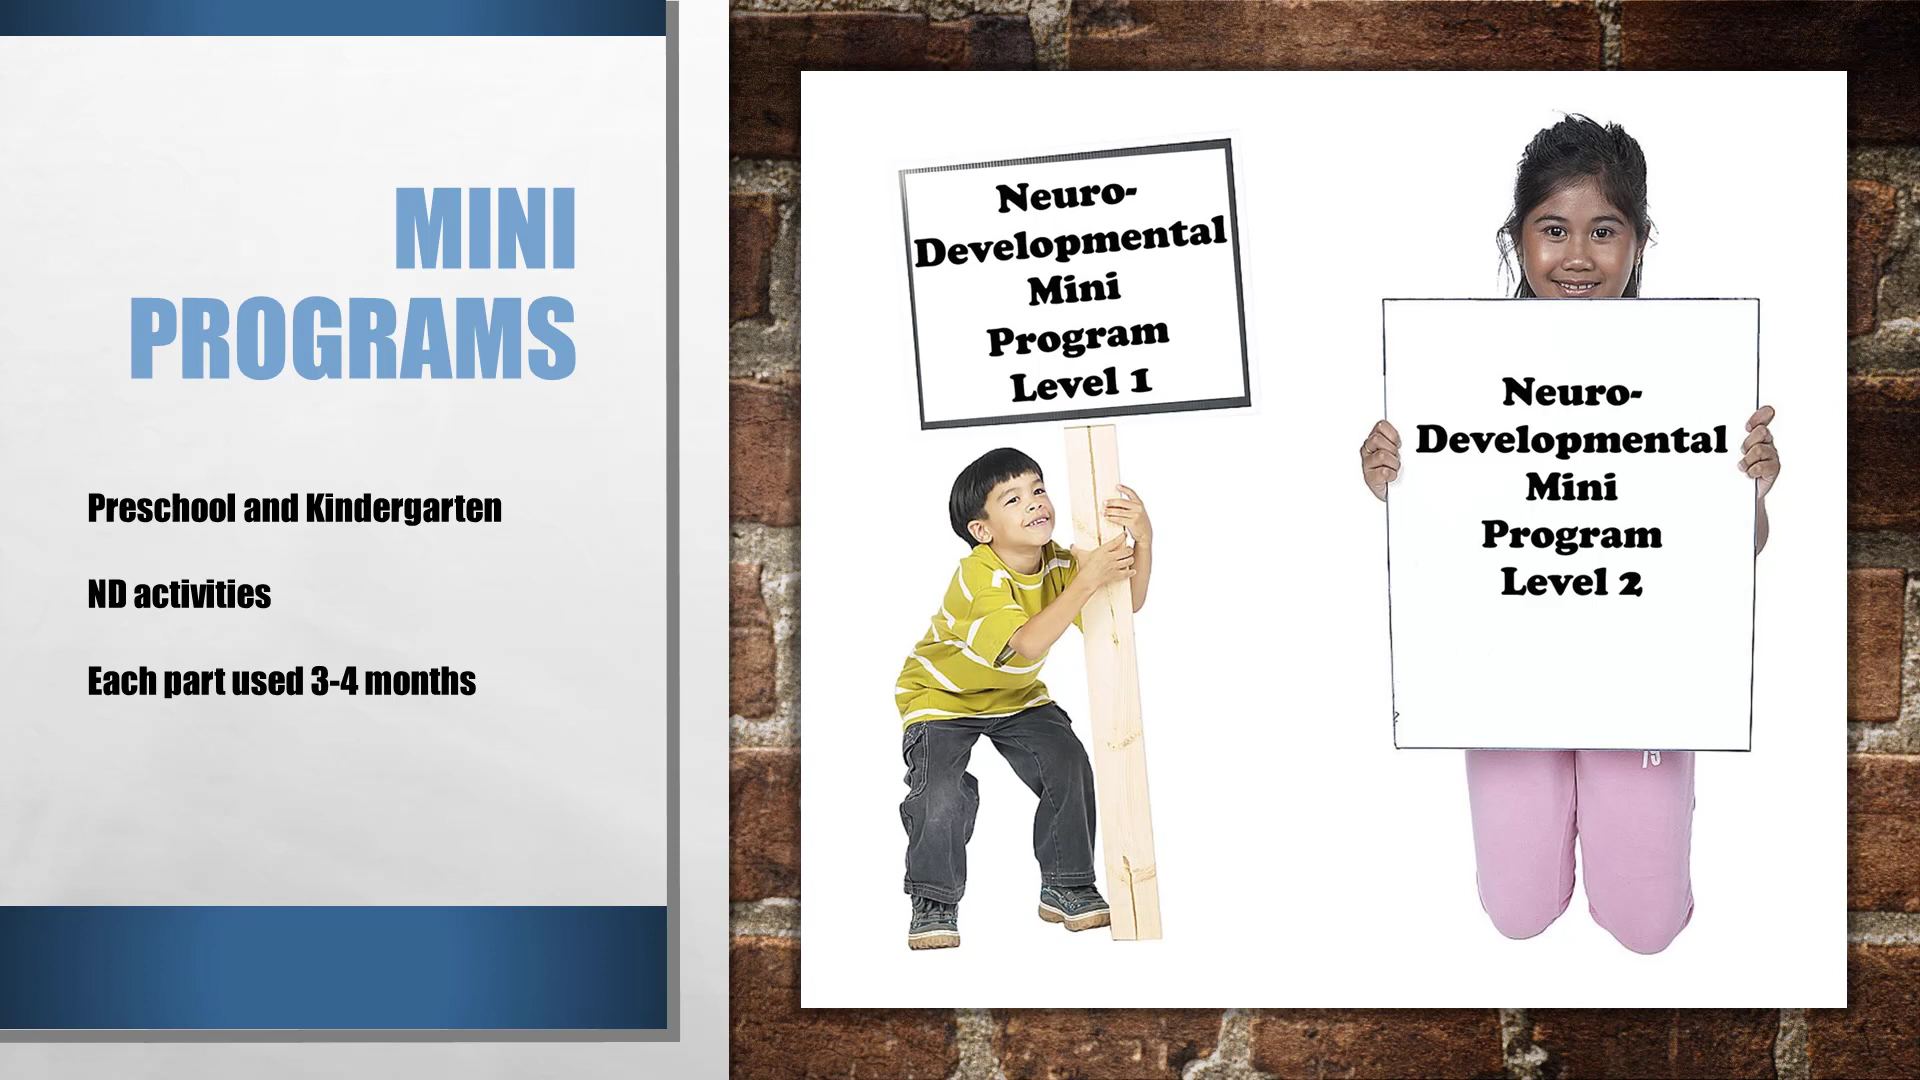 MINI
PROGRAMS
Preschool and Kindergarten
ND activities
Each part used 3-4 months
Neuro-
Developmental
Mini
Program
Level 1
Neuro-
Developmental
Mini
Program
Level 2